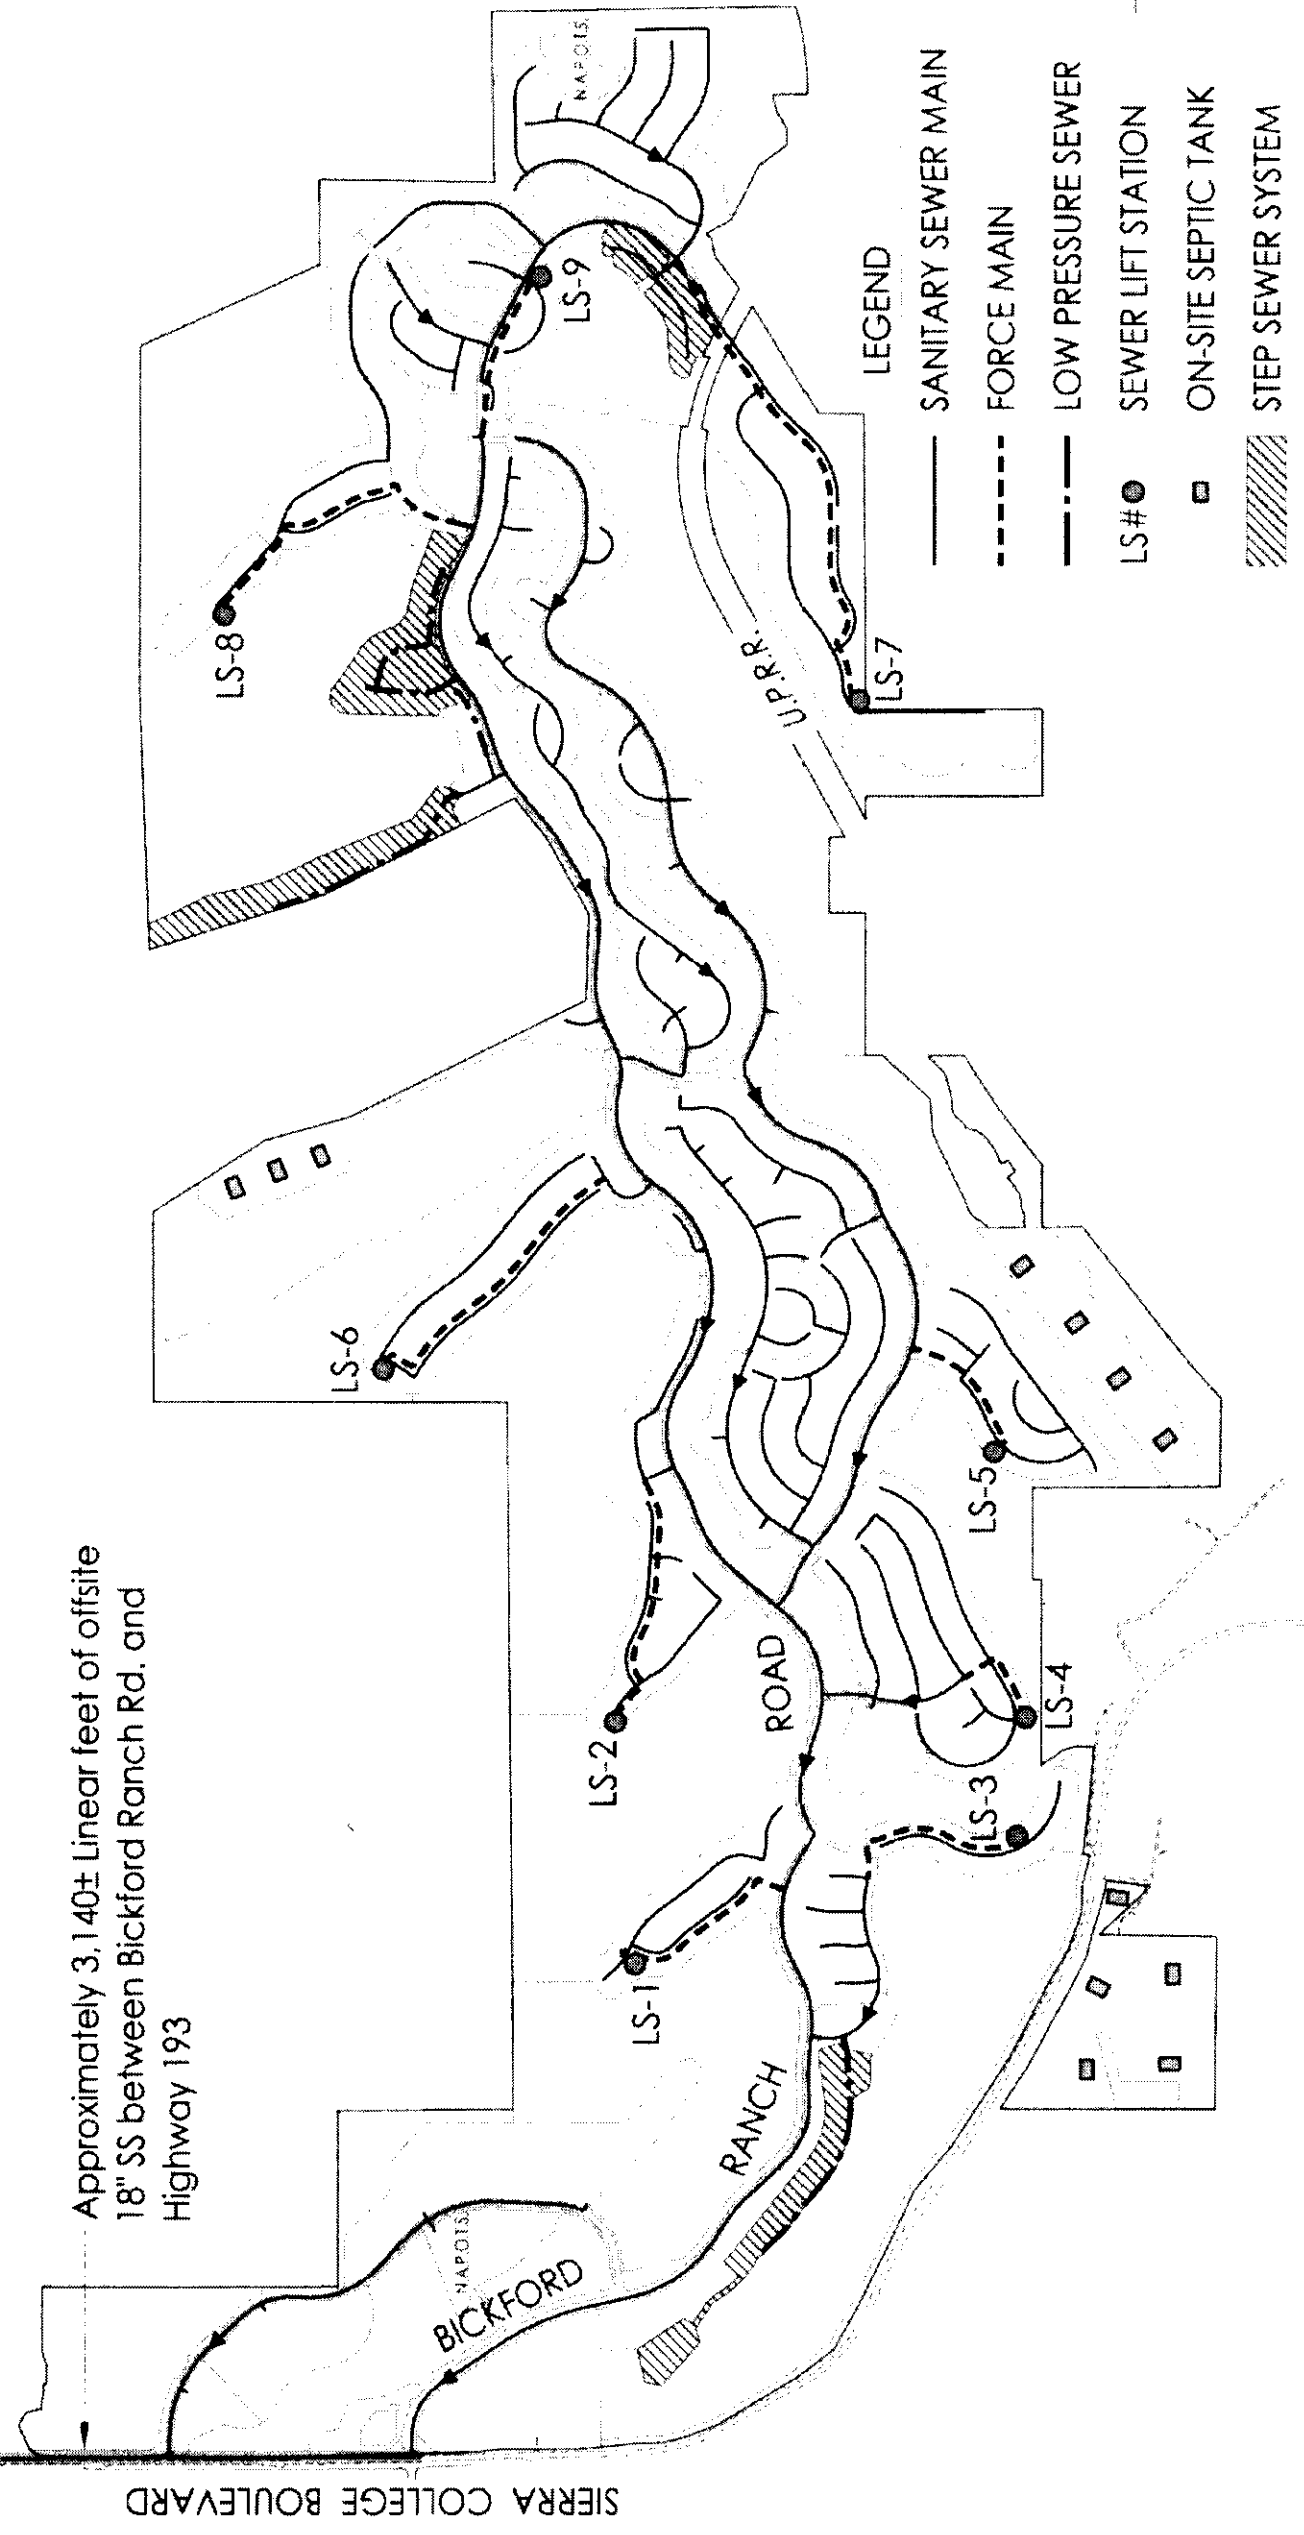 Approximately 3,140± Linear feet of offsite
18" SS between Bickford Ranch Rd. and
Highway 193
SIERRA COLLEGE BOULEVARD
BICKFORD
RANCH
ROAD
N.A.P.O.T.S.
N.A.P.O.T.S.
LS-1
LS-2
LS-3
LS-4
LS-5
LS-6
LS-7
LS-8
LS-9
U.P.R.R.
LEGEND
SANITARY SEWER MAIN
FORCE MAIN
LOW PRESSURE SEWER
LS# SEWER LIFT STATION
ON-SITE SEPTIC TANK
STEP SEWER SYSTEM